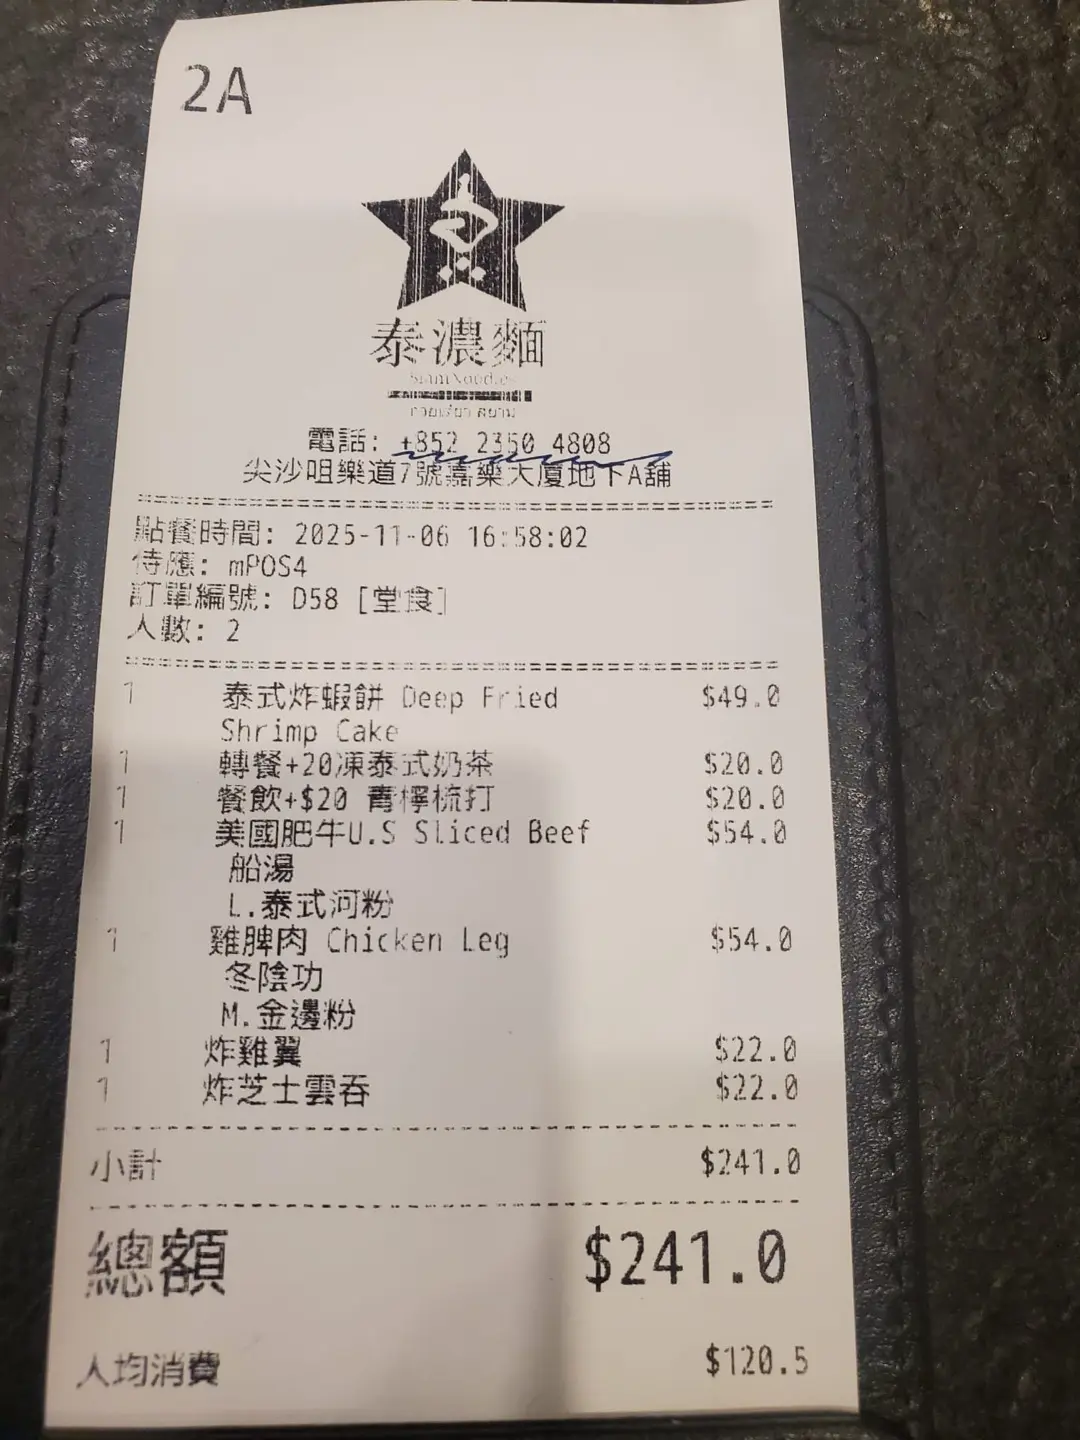 2A
泰濃麵
Siam Noodles
電話: +852 2350 4808
尖沙咀樂道7號嘉樂大廈地下A舖
點餐時間: 2025-11-06 16:58:02
侍應: mPOS4
訂單編號: D58 [堂食]
人數: 2
1 泰式炸蝦餅 Deep Fried $49.0
Shrimp Cake
1 轉餐+20凍泰式奶茶 $20.0
1 餐飲+$20 青檸梳打 $20.0
1 美國肥牛U.S Sliced Beef $54.0
船湯
L.泰式河粉
1 雞脾肉 Chicken Leg $54.0
冬陰功
M.金邊粉
1 炸雞翼 $22.0
1 炸芝士雲吞 $22.0
小計 $241.0
總額 $241.0
人均消費 $120.5